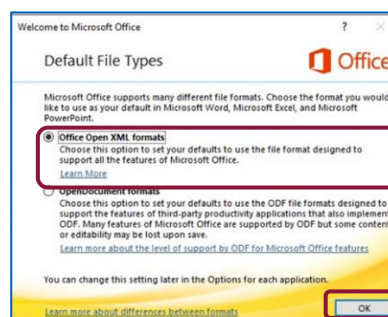 Welcome to Microsoft Office ?
Default File Types
Office
Microsoft Office supports many different file formats. Choose the format you would
like to use as your default in Microsoft Word, Microsoft Excel, and Microsoft
PowerPoint.
Office Open XML formats
Choose this option to set your defaults to use the file format designed to
support all the features of Microsoft Office.
Learn More
OpenDocument formats
Choose this option to set your defaults to use the ODF file formats designed to
support the features of third-party productivity applications that also implement
ODF. Many features of Microsoft Office are supported by ODF but some content
or editability may be lost upon save.
Learn more about the level of support by ODF for Microsoft Office features
You can change this setting later in the Options for each application.
Learn more about differences between formats
OK